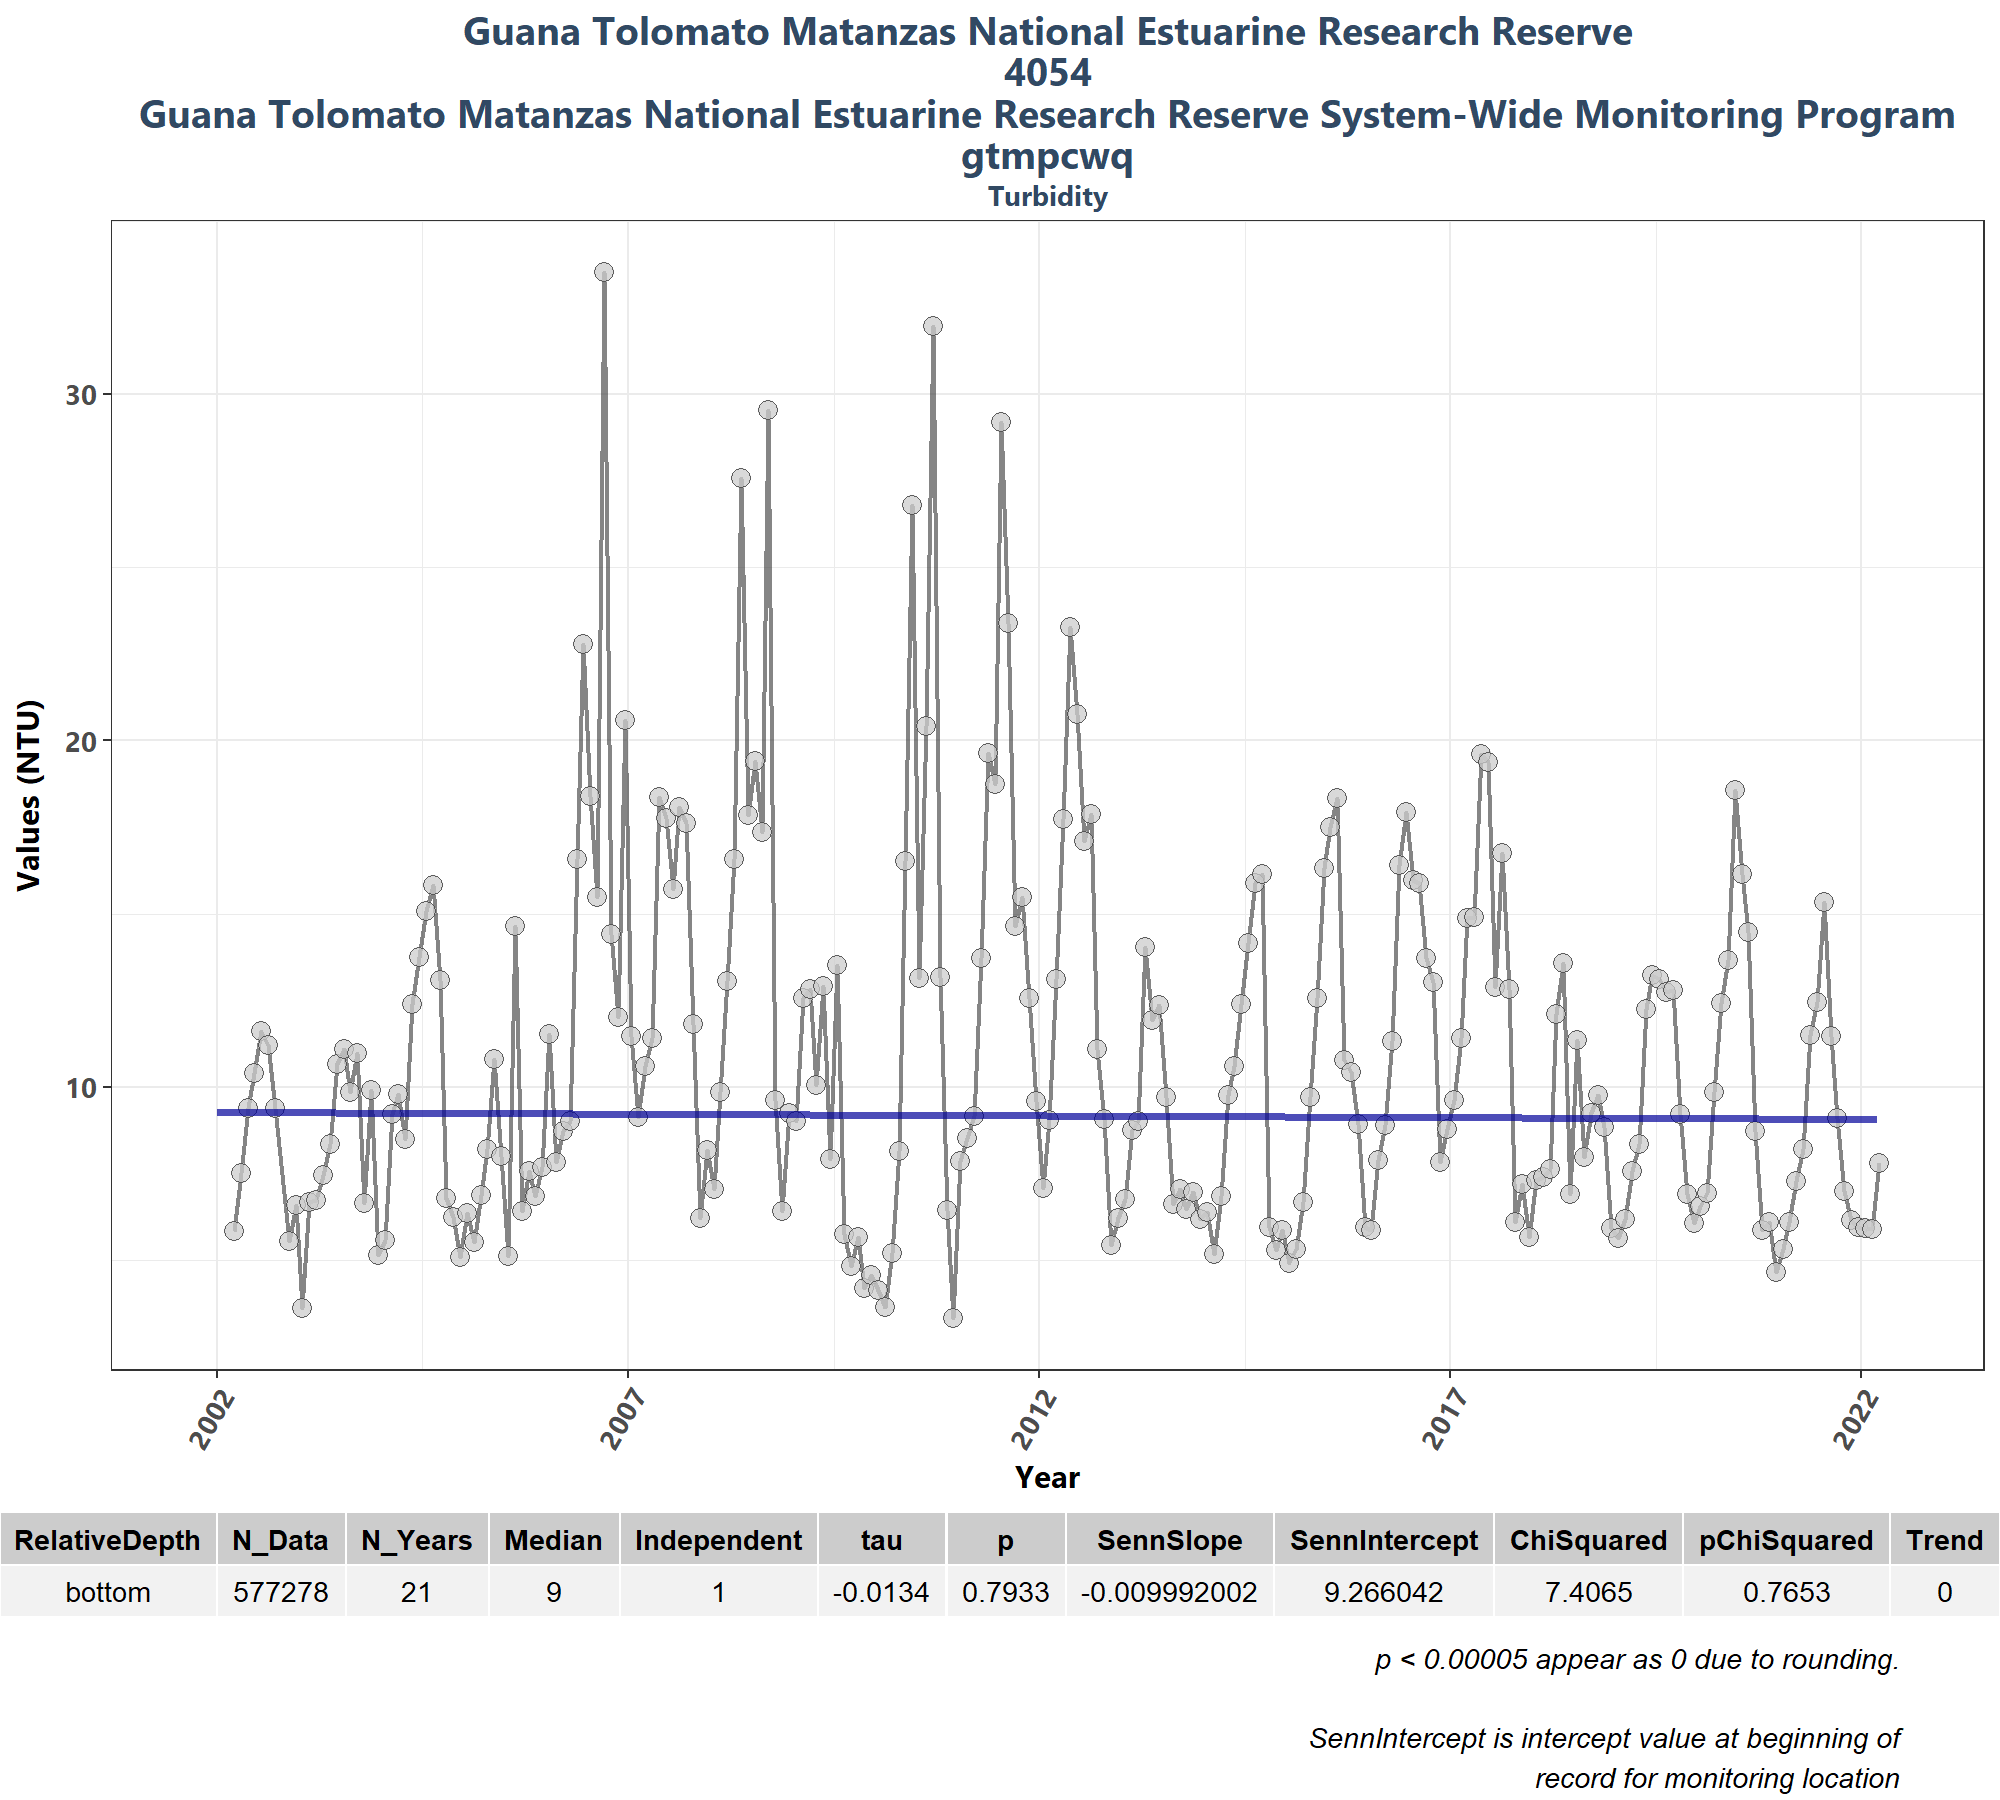 Guana Tolomato Matanzas National Estuarine Research Reserve
4054
Guana Tolomato Matanzas National Estuarine Research Reserve System-Wide Monitoring Program
gtmpcwq
Turbidity
Values (NTU)
30
20
10
2002 2007 2012 2017 2022
Year
RelativeDepth N_Data N_Years Median Independent tau p SennSlope SennIntercept ChiSquared pChiSquared Trend
bottom 577278 21 9 1 -0.0134 0.7933 -0.009992002 9.266042 7.4065 0.7653 0
p < 0.00005 appear as 0 due to rounding.
SennIntercept is intercept value at beginning of
record for monitoring location